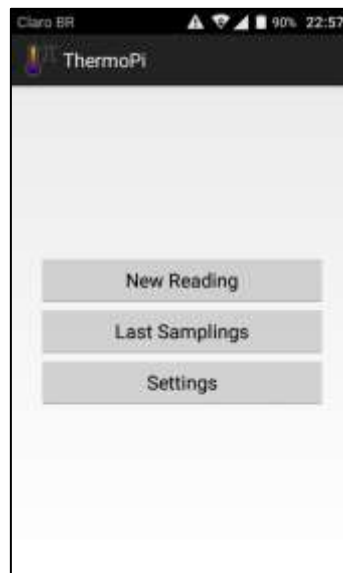 Claro BR 90% 22:57
ThermoPi
New Reading
Last Samplings
Settings